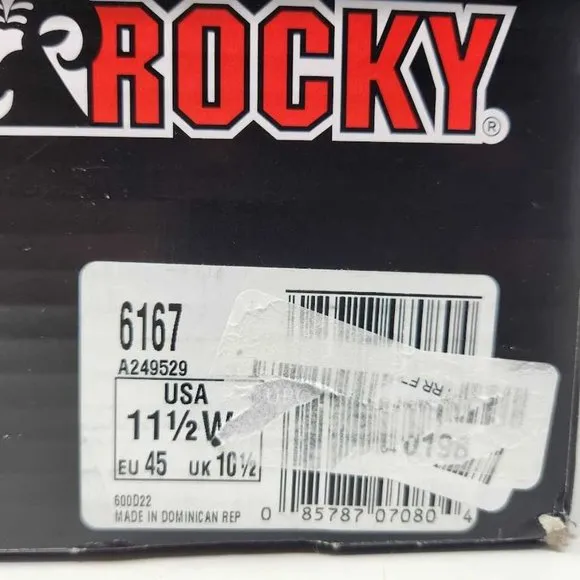 ROCKY®
6167
A249529
USA
11½ W
EU 45 UK 10½
600D22
MADE IN DOMINICAN REP
0 85787 07080 4